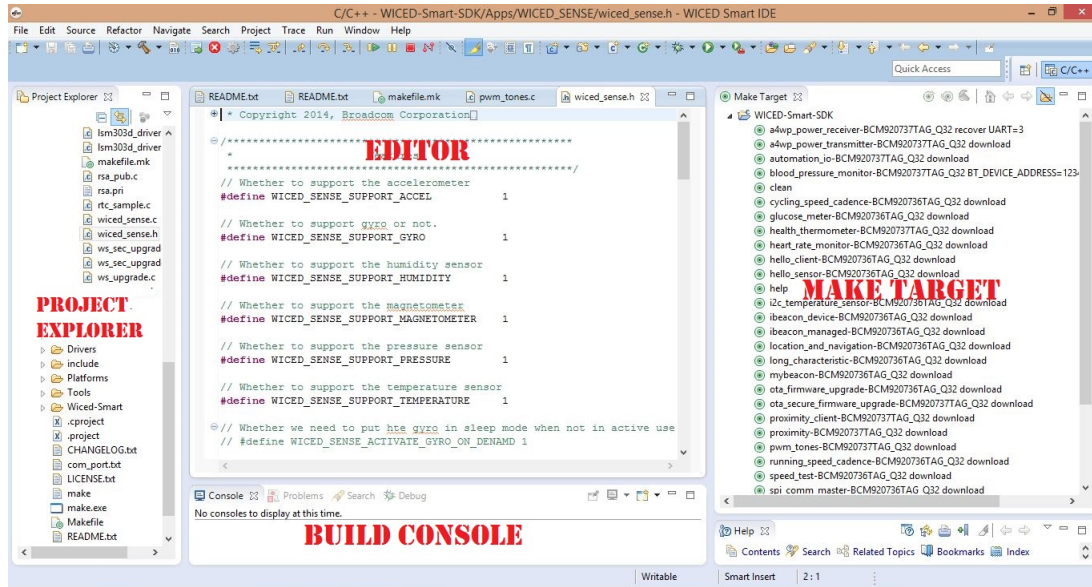 C/C++ - WICED-Smart-SDK/Apps/WICED_SENSE/wiced_sense.h - WICED Smart IDE
File Edit Source Refactor Navigate Search Project Trace Run Window Help
Quick Access
C/C++
Project Explorer
lsm303d_driver
lsm303d_driver
makefile.mk
rsa_pub.c
rsa.pri
rtc_sample.c
wiced_sense.c
wiced_sense.h
ws_sec_upgrad
ws_sec_upgrad
ws_upgrade.c
PROJECT
EXPLORER
Drivers
include
Platforms
Tools
Wiced-Smart
.cproject
.project
CHANGELOG.txt
com_port.txt
LICENSE.txt
make
make.exe
Makefile
README.txt
README.txt README.txt makefile.mk pwm_tones.c wiced_sense.h
* Copyright 2014, Broadcom Corporation
EDITOR
// Whether to support the accelerometer
#define WICED_SENSE_SUPPORT_ACCEL 1
// Whether to support gyro or not.
#define WICED_SENSE_SUPPORT_GYRO 1
// Whether to support the humidity sensor
#define WICED_SENSE_SUPPORT_HUMIDITY 1
// Whether to support the magnetometer
#define WICED_SENSE_SUPPORT_MAGNETOMETER 1
// Whether to support the pressure sensor
#define WICED_SENSE_SUPPORT_PRESSURE 1
// Whether to support the temperature sensor
#define WICED_SENSE_SUPPORT_TEMPERATURE 1
// Whether we need to put hte gyro in sleep mode when not in active use
// #define WICED_SENSE_ACTIVATE_GYRO_ON_DENAMD 1
Console Problems Search Debug
No consoles to display at this time.
BUILD CONSOLE
Make Target
WICED-Smart-SDK
a4wp_power_receiver-BCM920737TAG_Q32 recover UART=3
a4wp_power_transmitter-BCM920737TAG_Q32 download
automation_io-BCM920737TAG_Q32 download
blood_pressure_monitor-BCM920737TAG_Q32 BT_DEVICE_ADDRESS=1234
clean
cycling_speed_cadence-BCM920736TAG_Q32 download
glucose_meter-BCM920736TAG_Q32 download
health_thermometer-BCM920736TAG_Q32 download
heart_rate_monitor-BCM920736TAG_Q32 download
hello_client-BCM920736TAG_Q32 download
hello_sensor-BCM920736TAG_Q32 download
help
MAKE TARGET
i2c_temperature_sensor-BCM920736TAG_Q32 download
ibeacon_device-BCM920736TAG_Q32 download
ibeacon_managed-BCM920736TAG_Q32 download
location_and_navigation-BCM920736TAG_Q32 download
long_characteristic-BCM920736TAG_Q32 download
mybeacon-BCM920736TAG_Q32 download
ota_firmware_upgrade-BCM920736TAG_Q32 download
ota_secure_firmware_upgrade-BCM920736TAG_Q32 download
proximity_client-BCM920736TAG_Q32 download
proximity-BCM920736TAG_Q32 download
pwm_tones-BCM920736TAG_Q32 download
running_speed_cadence-BCM920736TAG_Q32 download
speed_test-BCM920736TAG_Q32 download
spi_comm_master-BCM920736TAG_Q32 download
Help
Contents Search Related Topics Bookmarks Index
Writable Smart Insert 2 : 1